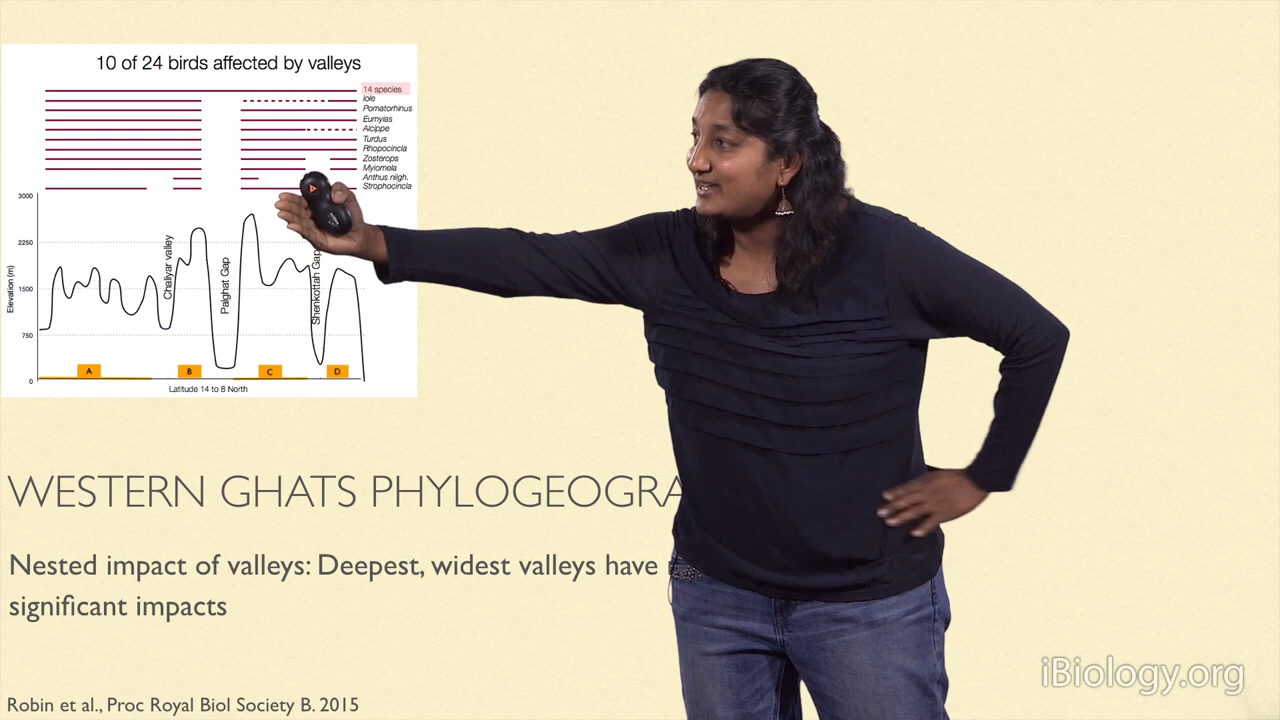 10 of 24 birds affected by valleys
14 species
Iole
Pomatorhinus
Eumyias
Alcippe
Turdus
Rhopocincla
Zosterops
Myiomela
Anthus nilgh.
Strophocincla
3000
2250
1500
750
0
Elevation (m)
Chaliyar valley
Palghat Gap
Shenkottah Gap
A
B
C
D
Latitude 14 to 8 North
WESTERN GHATS
Nested impact of valleys: Deepest, widest valleys have
significant impacts
Robin et al., Proc Royal Biol Society B. 2015
iBiology.org